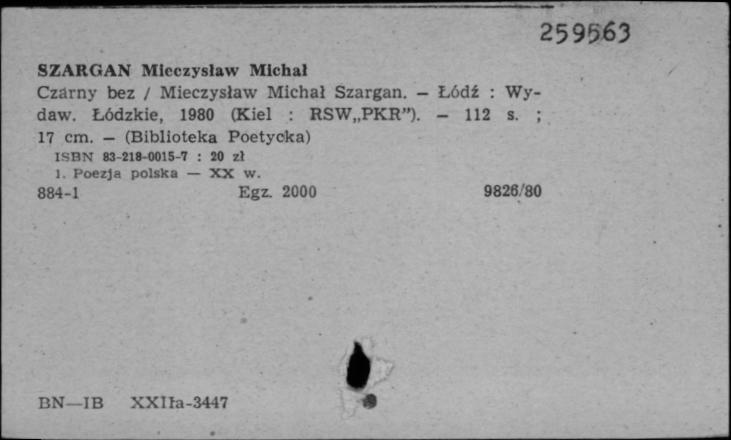 259563
SZARGAN Mieczysław Michał
Czarny bez / Mieczysław Michał Szargan. — Łódź : Wy-
daw. Łódzkie, 1980 (Kiel : RSW„PKR”). — 112 s. ;
17 cm. — (Biblioteka Poetycka)
ISBN 83-218-0015-7 : 20 zł
1. Poezja polska — XX w.
884-1 Egz. 2000 9826/80
BN—IB XXIIa-3447